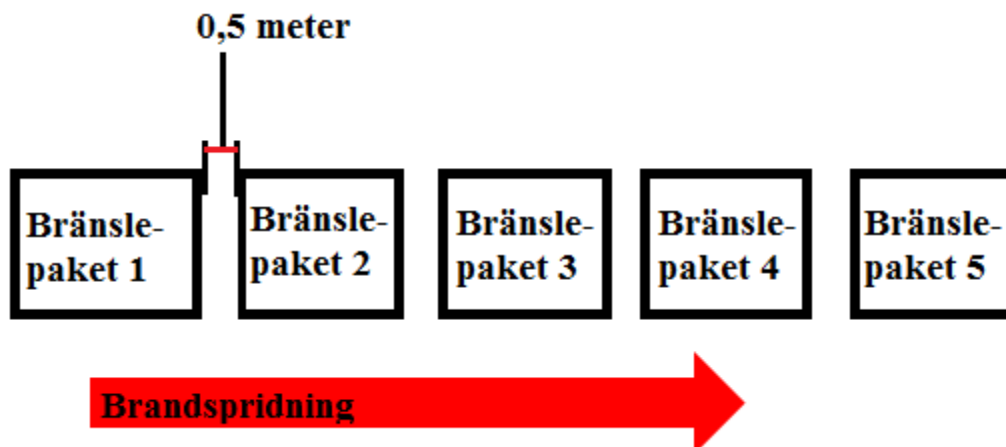 0,5 meter
Bränsle-
paket 1
Bränsle-
paket 2
Bränsle-
paket 3
Bränsle-
paket 4
Bränsle-
paket 5
Brandspridning